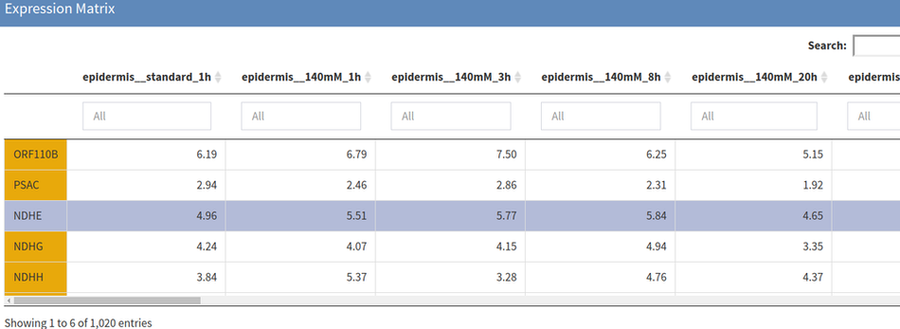 Expression Matrix
Search:
epidermis__standard_1h epidermis__140mM_1h epidermis__140mM_3h epidermis__140mM_8h epidermis__140mM_20h epidermis
All All All All All All
ORF110B 6.19 6.79 7.50 6.25 5.15
PSAC 2.94 2.46 2.86 2.31 1.92
NDHE 4.96 5.51 5.77 5.84 4.65
NDHG 4.24 4.07 4.15 4.94 3.35
NDHH 3.84 5.37 3.28 4.76 4.37
Showing 1 to 6 of 1,020 entries